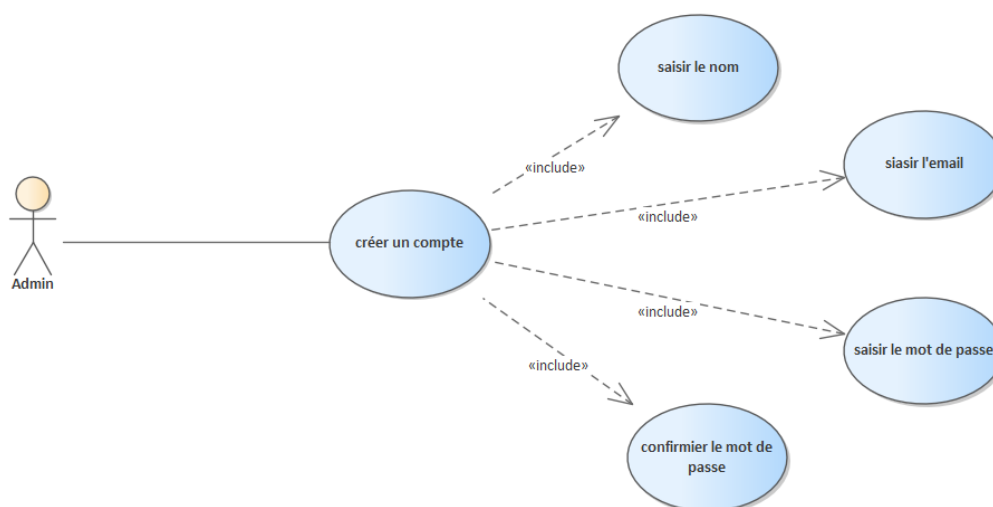 saisir le nom
«include»
siasir l'email
«include»
créer un compte
Admin
«include»
saisir le mot de passe
«include»
confirmier le mot de
passe